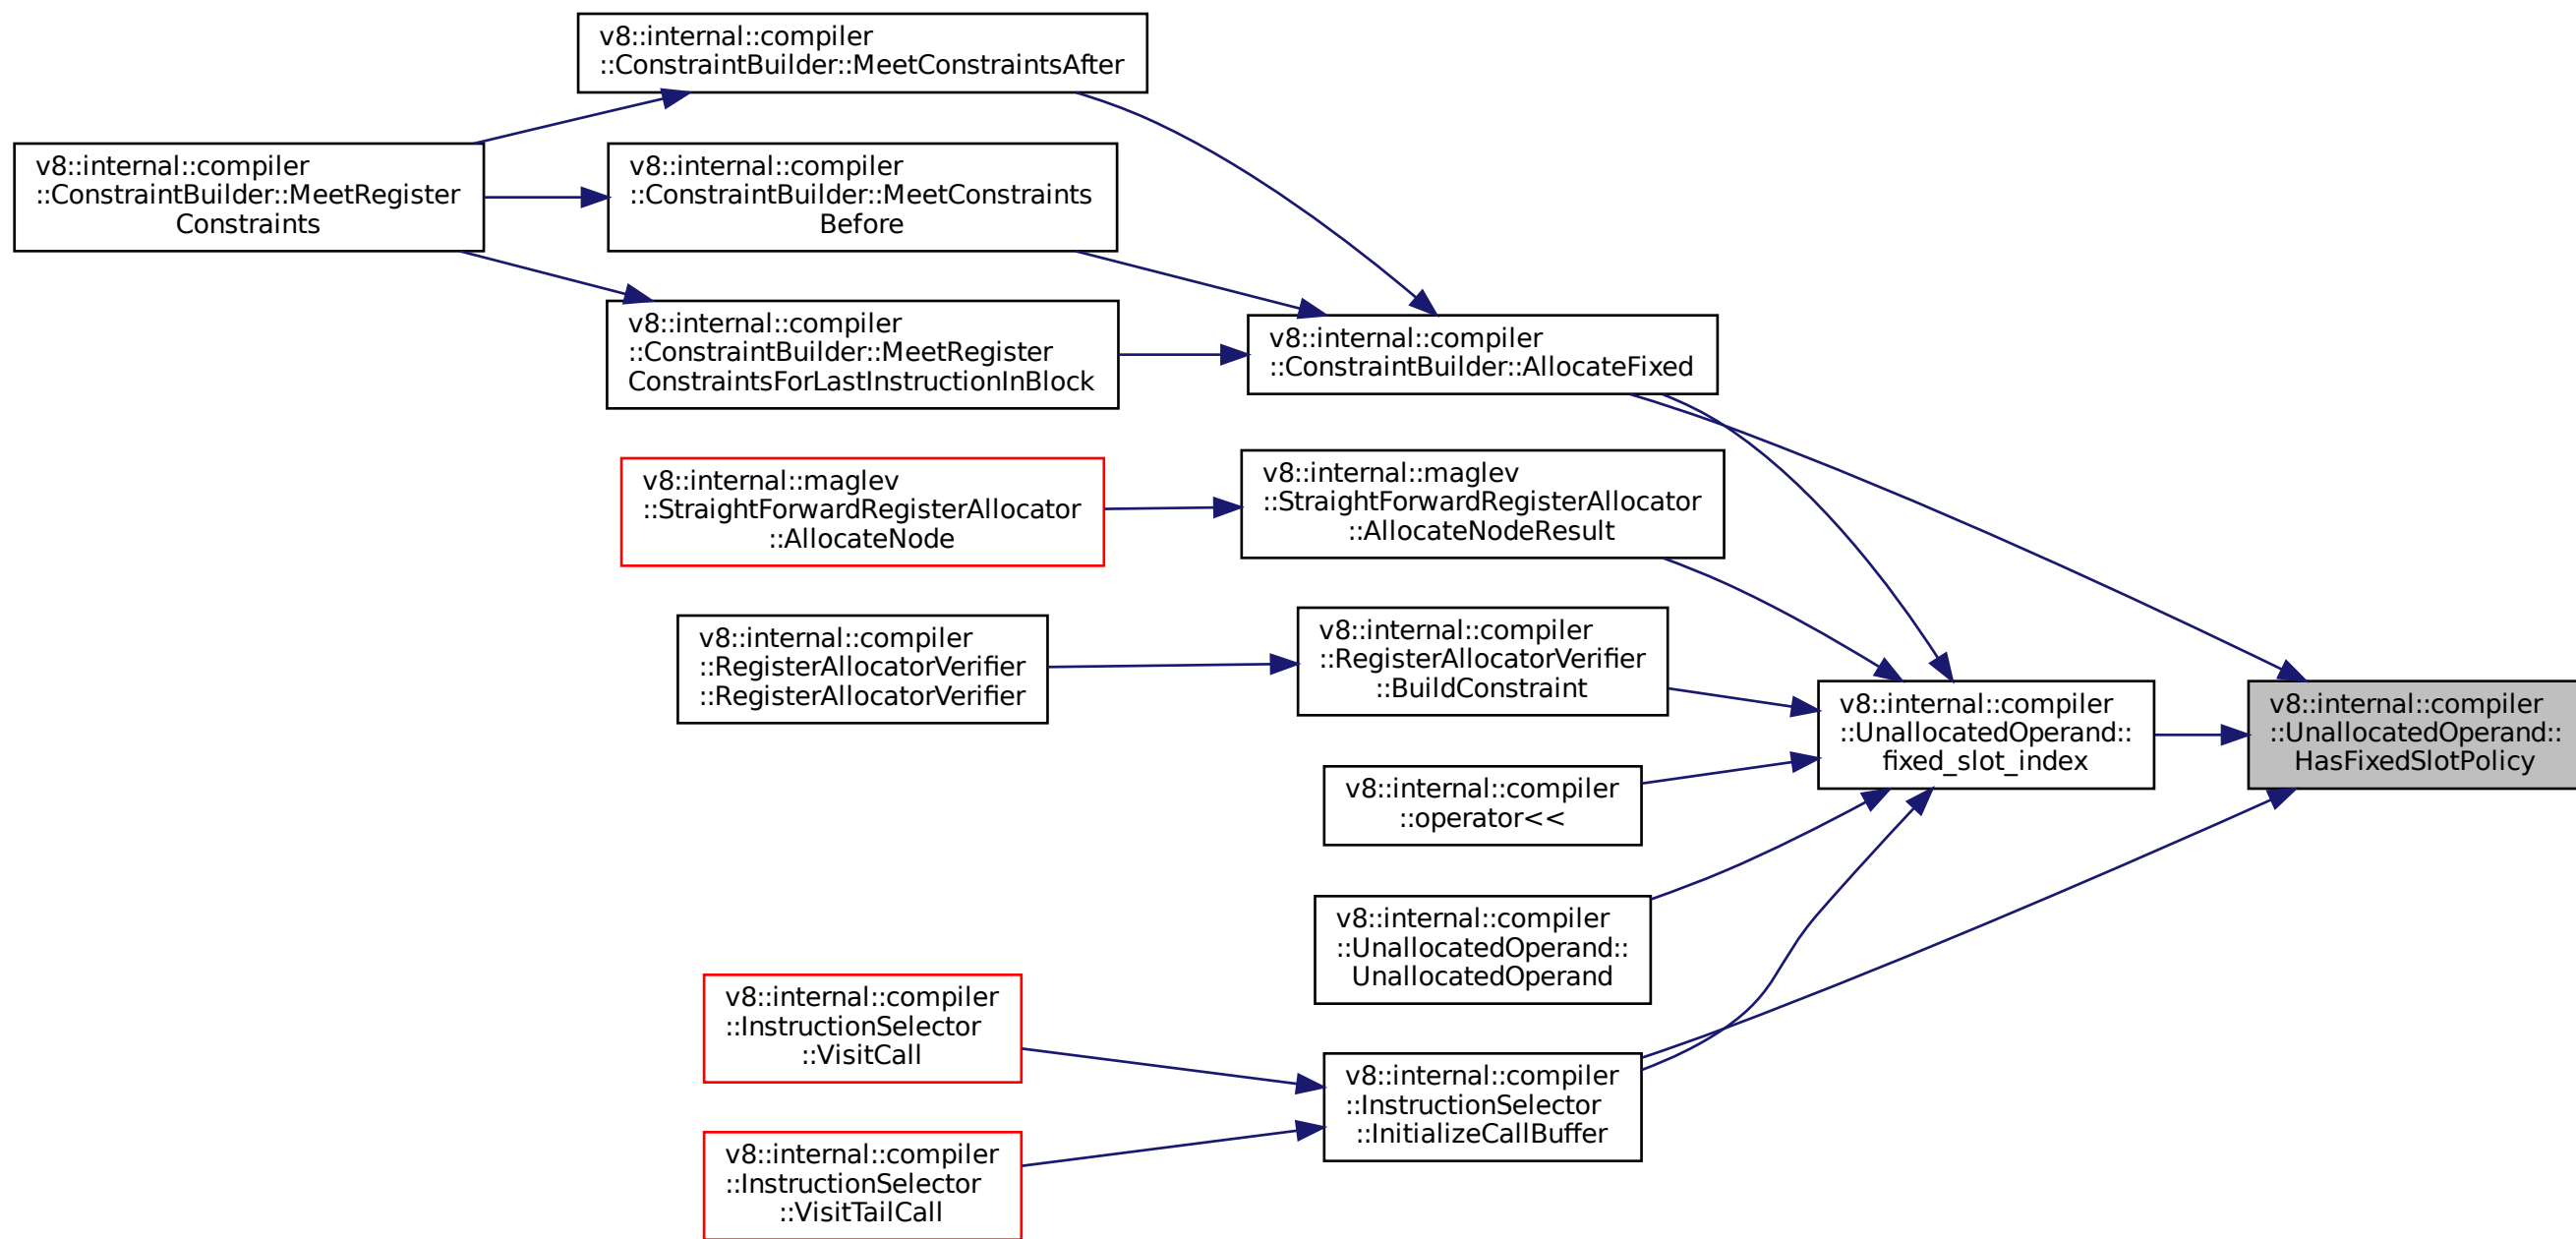 v8::internal::compiler
::ConstraintBuilder::MeetConstraintsAfter
v8::internal::compiler
::ConstraintBuilder::MeetRegister
Constraints
v8::internal::compiler
::ConstraintBuilder::MeetConstraints
Before
v8::internal::compiler
::ConstraintBuilder::MeetRegister
ConstraintsForLastInstructionInBlock
v8::internal::compiler
::ConstraintBuilder::AllocateFixed
v8::internal::maglev
::StraightForwardRegisterAllocator
::AllocateNode
v8::internal::maglev
::StraightForwardRegisterAllocator
::AllocateNodeResult
v8::internal::compiler
::RegisterAllocatorVerifier
::RegisterAllocatorVerifier
v8::internal::compiler
::RegisterAllocatorVerifier
::BuildConstraint
v8::internal::compiler
::UnallocatedOperand::
fixed_slot_index
v8::internal::compiler
::UnallocatedOperand::
HasFixedSlotPolicy
v8::internal::compiler
::operator<<
v8::internal::compiler
::UnallocatedOperand::
UnallocatedOperand
v8::internal::compiler
::InstructionSelector
::VisitCall
v8::internal::compiler
::InstructionSelector
::InitializeCallBuffer
v8::internal::compiler
::InstructionSelector
::VisitTailCall